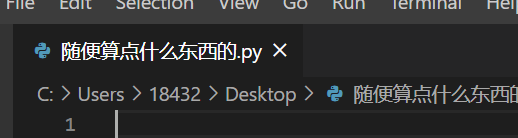 File Edit Selection View Go Run Terminal Hel
随便算点什么东西的.py ×
C: > Users > 18432 > Desktop > 随便算点什么东西的
1